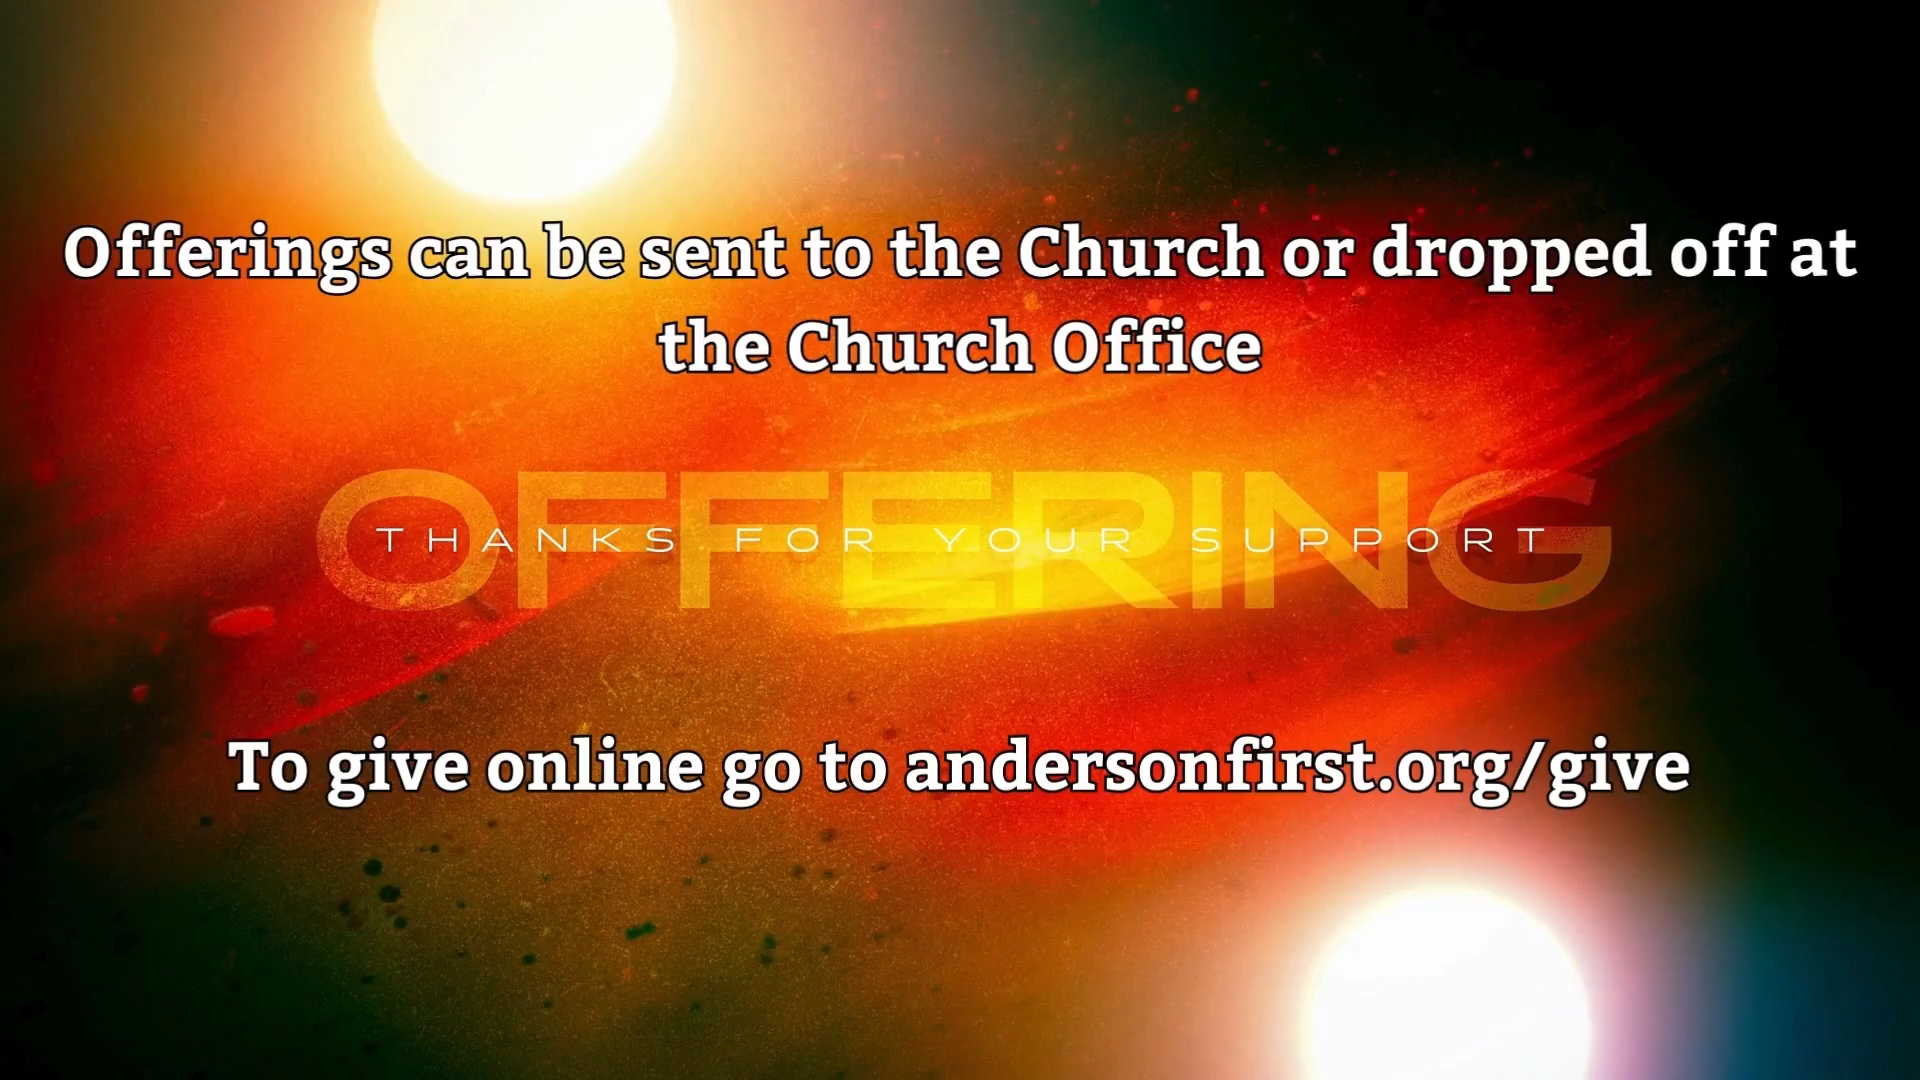 Offerings can be sent to the Church or dropped off at
the Church Office
OFFERING
THANKS FOR YOUR SUPPORT
To give online go to andersonfirst.org/give